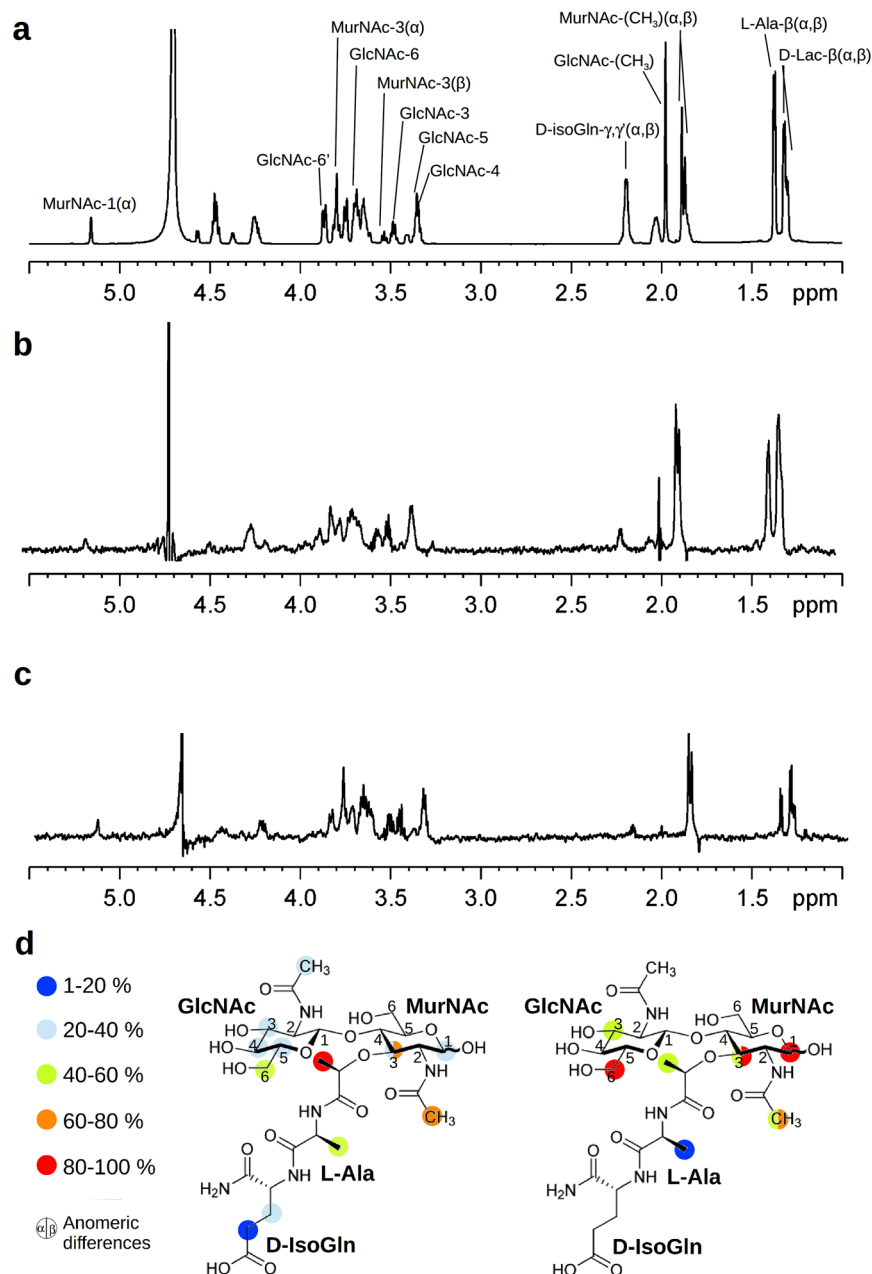 a
MurNAc-3(α)
GlcNAc-6
MurNAc-3(β)
GlcNAc-3
GlcNAc-5
GlcNAc-4
GlcNAc-6'
MurNAc-1(α)
MurNAc-(CH3)(α,β)
GlcNAc-(CH3)
D-isoGln-γ,γ'(α,β)
L-Ala-β(α,β)
D-Lac-β(α,β)
5.0 4.5 4.0 3.5 3.0 2.5 2.0 1.5 ppm
b
5.0 4.5 4.0 3.5 3.0 2.5 2.0 1.5 ppm
c
5.0 4.5 4.0 3.5 3.0 2.5 2.0 1.5 ppm
d
1-20 %
20-40 %
40-60 %
60-80 %
80-100 %
α β Anomeric
differences
CH3
O
GlcNAc
NH
HO
6
MurNAc
HO
3
2
1
O
4
5
O
1
OH
HO
4
5
O
O
3
2
HO
6
NH
O
O
CH3
NH
O
NH
L-Ala
O
H2N
D-IsoGln
HO
O
CH3
O
GlcNAc
NH
HO
6
MurNAc
HO
3
2
1
O
4
5
O
1
OH
HO
4
5
O
O
3
2
HO
6
NH
O
O
CH3
NH
O
NH
L-Ala
O
H2N
D-IsoGln
HO
O